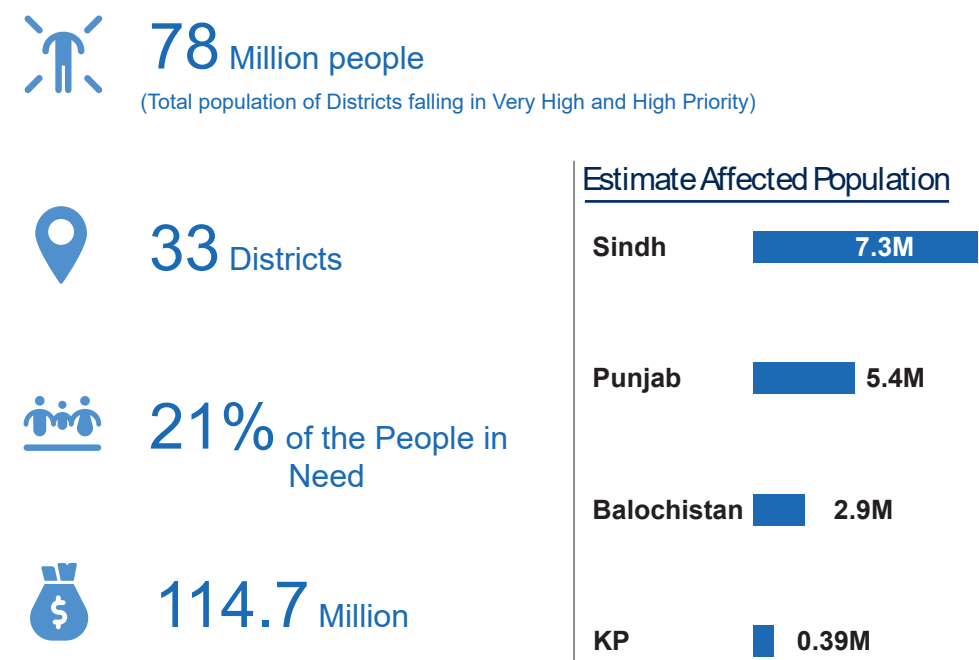 78 Million people
(Total population of Districts falling in Very High and High Priority)
33 Districts
21% of the People in
Need
$
114.7 Million
Estimate Affected Population
Sindh 7.3M
Punjab 5.4M
Balochistan 2.9M
KP 0.39M